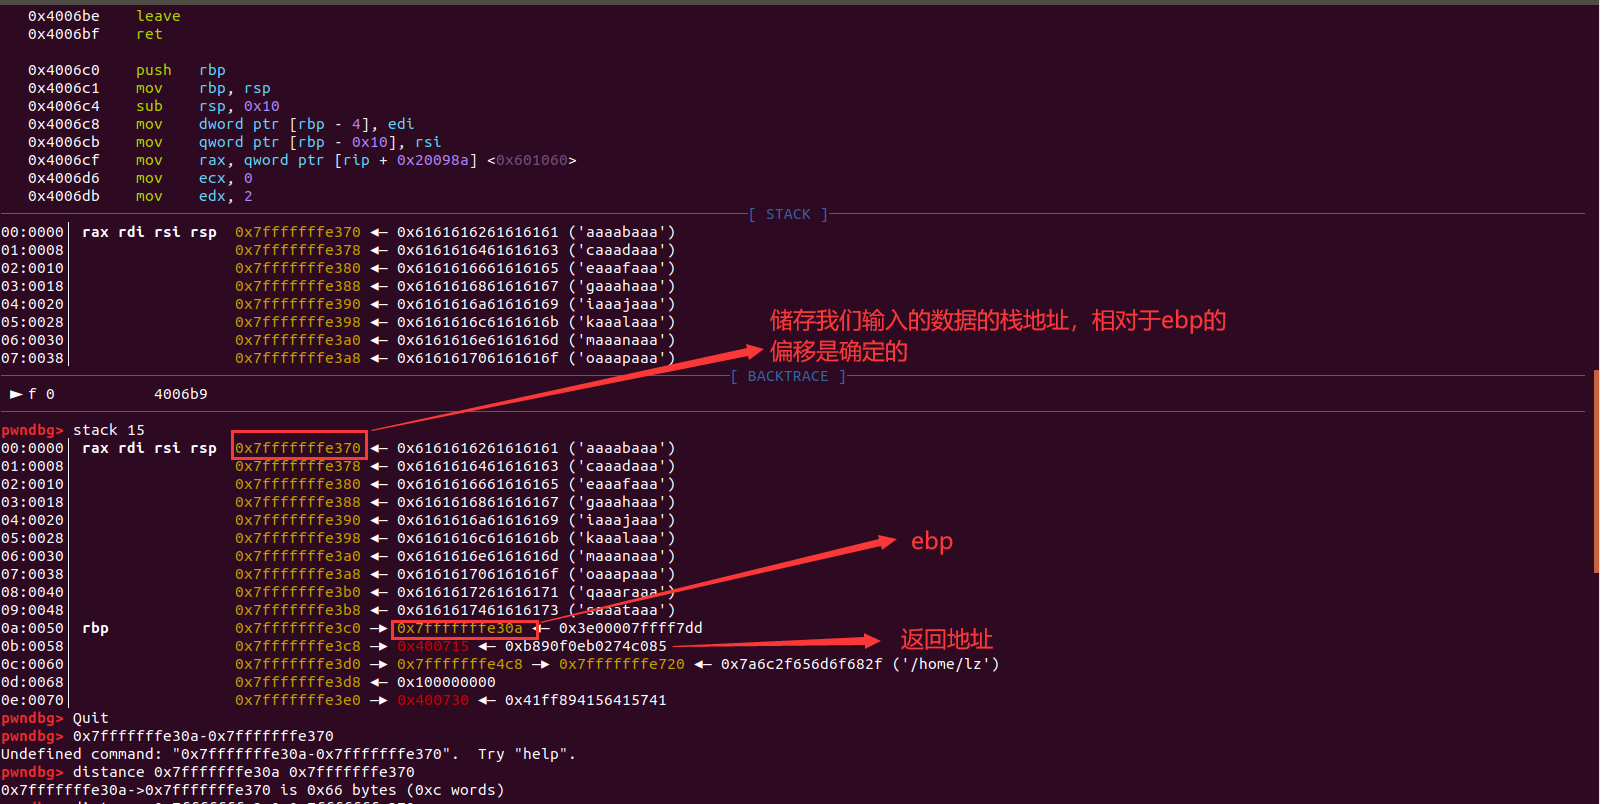 0x4006be leave
0x4006bf ret
0x4006c0 push rbp
0x4006c1 mov rbp, rsp
0x4006c4 sub rsp, 0x10
0x4006c8 mov dword ptr [rbp - 4], edi
0x4006cb mov qword ptr [rbp - 0x10], rsi
0x4006cf mov rax, qword ptr [rip + 0x20098a] <0x601060>
0x4006d6 mov ecx, 0
0x4006db mov edx, 2
[ STACK ]
00:0000│ rax rdi rsi rsp 0x7fffffffe370 ◂— 0x6161616261616161 ('aaaabaaa')
01:0008│ 0x7fffffffe378 ◂— 0x6161616461616163 ('caaadaaa')
02:0010│ 0x7fffffffe380 ◂— 0x6161616661616165 ('eaaafaaa')
03:0018│ 0x7fffffffe388 ◂— 0x6161616861616167 ('gaaahaaa')
04:0020│ 0x7fffffffe390 ◂— 0x6161616a61616169 ('iaaajaaa')
05:0028│ 0x7fffffffe398 ◂— 0x6161616c6161616b ('kaaalaaa')
06:0030│ 0x7fffffffe3a0 ◂— 0x6161616e6161616d ('maaanaaa')
07:0038│ 0x7fffffffe3a8 ◂— 0x616161706161616f ('oaaapaaa')
储存我们输入的数据的栈地址，相对于ebp的
偏移是确定的
[ BACKTRACE ]
► f 0 4006b9
pwndbg> stack 15
00:0000│ rax rdi rsi rsp 0x7fffffffe370 ◂— 0x6161616261616161 ('aaaabaaa')
01:0008│ 0x7fffffffe378 ◂— 0x6161616461616163 ('caaadaaa')
02:0010│ 0x7fffffffe380 ◂— 0x6161616661616165 ('eaaafaaa')
03:0018│ 0x7fffffffe388 ◂— 0x6161616861616167 ('gaaahaaa')
04:0020│ 0x7fffffffe390 ◂— 0x6161616a61616169 ('iaaajaaa')
05:0028│ 0x7fffffffe398 ◂— 0x6161616c6161616b ('kaaalaaa')
06:0030│ 0x7fffffffe3a0 ◂— 0x6161616e6161616d ('maaanaaa')
07:0038│ 0x7fffffffe3a8 ◂— 0x616161706161616f ('oaaapaaa')
08:0040│ 0x7fffffffe3b0 ◂— 0x6161617261616171 ('qaaaraaa')
09:0048│ 0x7fffffffe3b8 ◂— 0x6161617461616173 ('saaataaa')
ebp
0a:0050│ rbp 0x7fffffffe3c0 —▸ 0x7fffffffe30a ◂— 0x3e00007ffff7dd
0b:0058│ 0x7fffffffe3c8 —▸ 0x400715 ◂— 0xb890f0eb0274c085
返回地址
0c:0060│ 0x7fffffffe3d0 —▸ 0x7fffffffe4c8 —▸ 0x7fffffffe720 ◂— 0x7a6c2f656d6f682f ('/home/lz')
0d:0068│ 0x7fffffffe3d8 ◂— 0x100000000
0e:0070│ 0x7fffffffe3e0 —▸ 0x400730 ◂— 0x41ff894156415741
pwndbg> Quit
pwndbg> 0x7fffffffe30a-0x7fffffffe370
Undefined command: "0x7fffffffe30a-0x7fffffffe370". Try "help".
pwndbg> distance 0x7fffffffe30a 0x7fffffffe370
0x7fffffffe30a->0x7fffffffe370 is 0x66 bytes (0xc words)